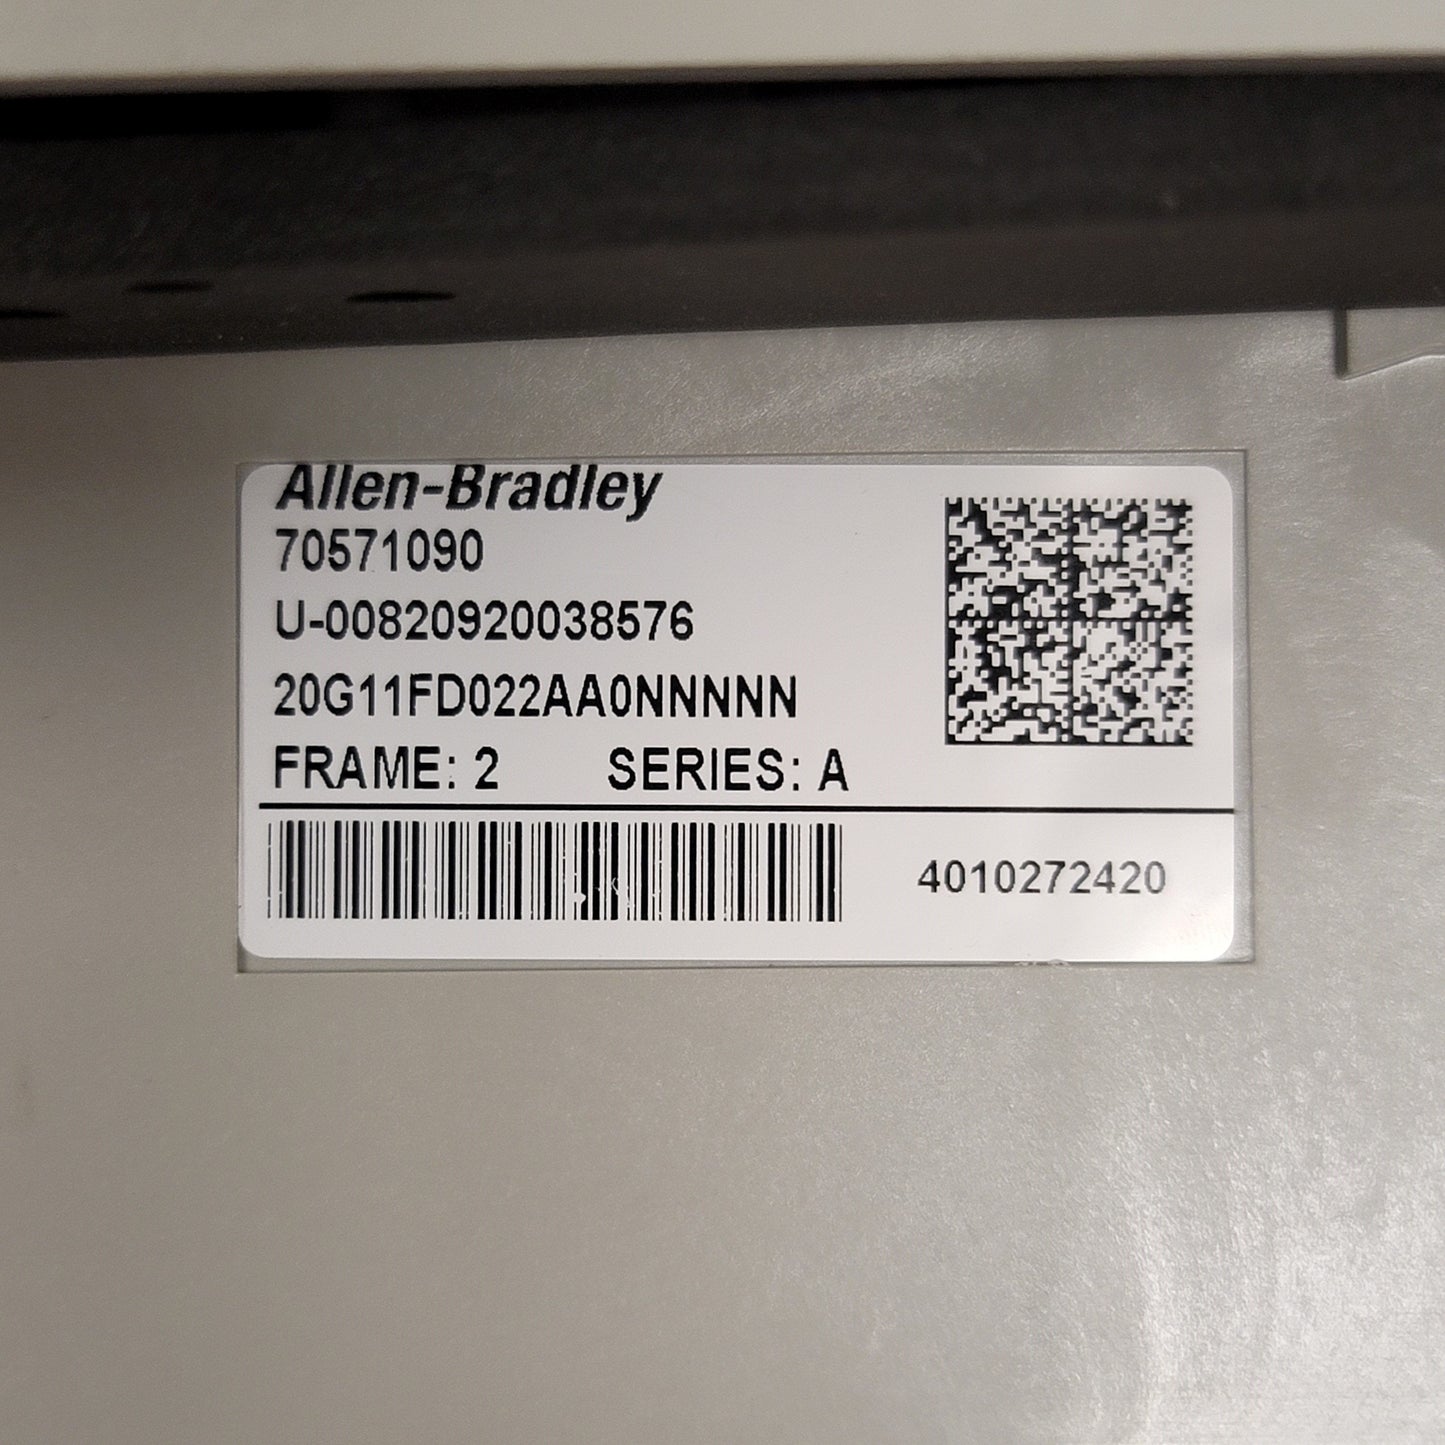 Allen-Bradley
70571090
U-00820920038576
20G11FD022AA0NNNNN
FRAME: 2 SERIES: A
4010272420